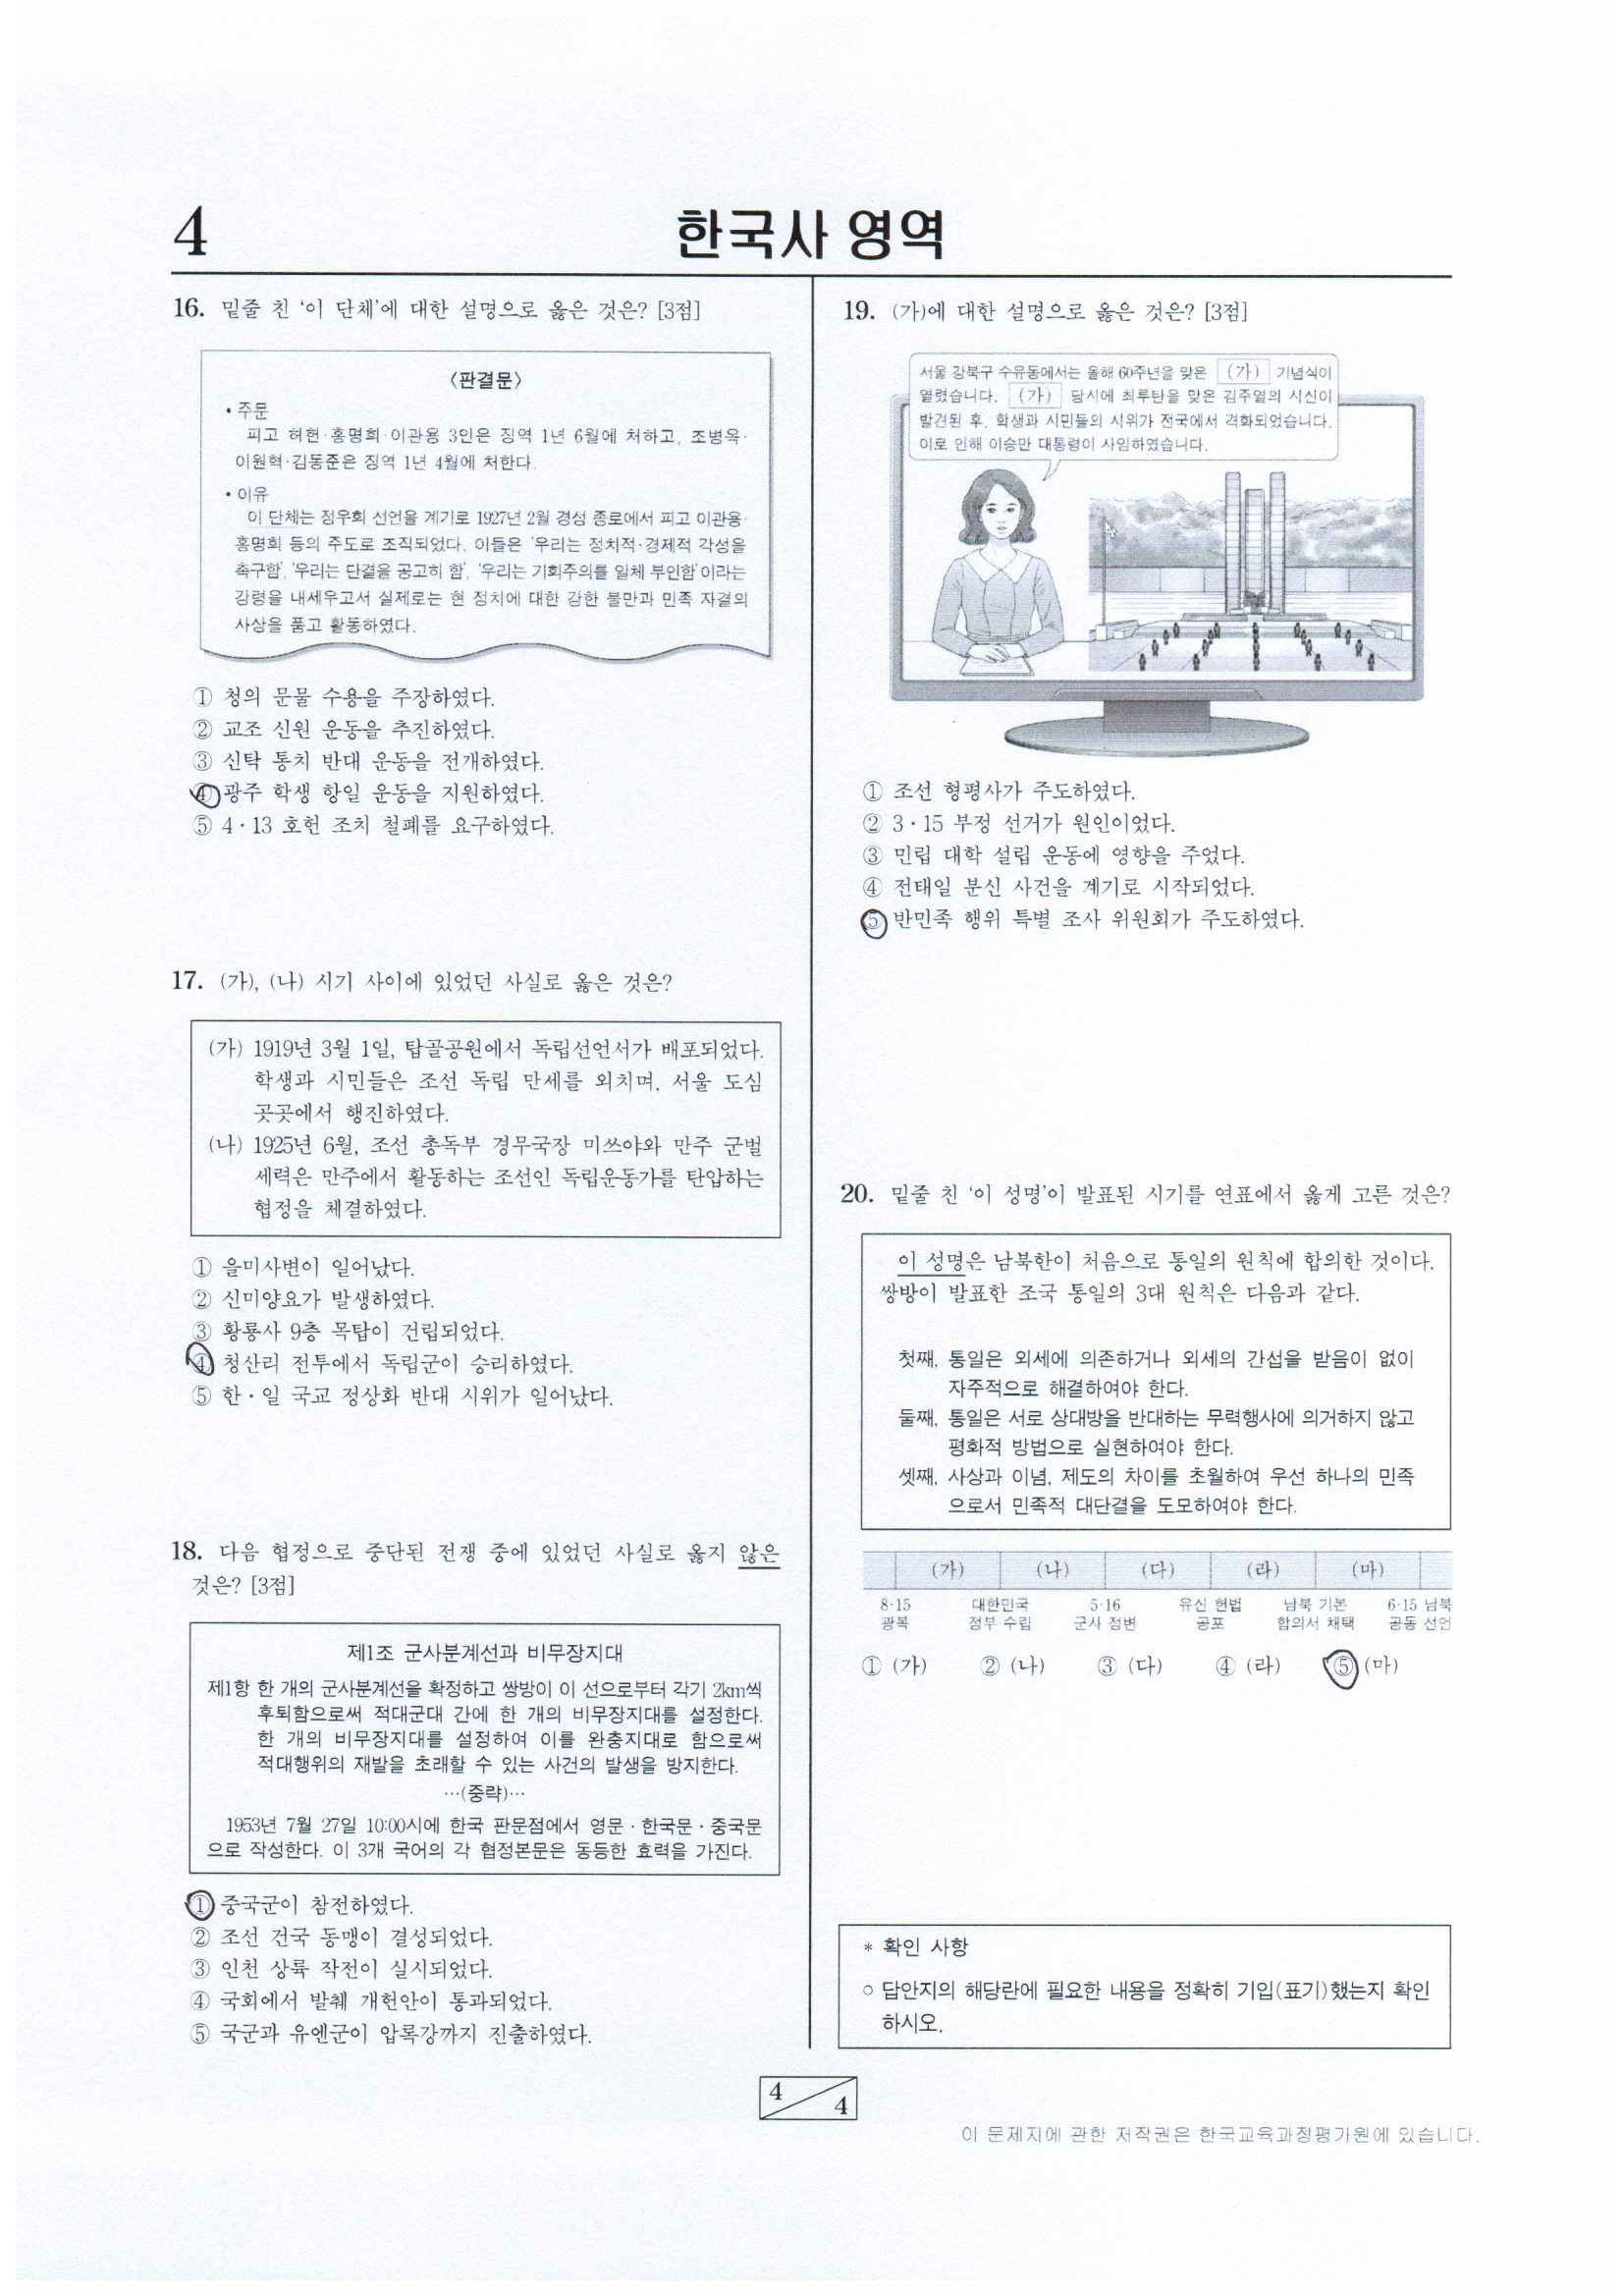 4
한국사 영역
16. 밑줄 친 ‘이 단체’에 대한 설명으로 옳은 것은? [3점]
〈판결문〉
• 주문
피고 허헌·홍명희·이관용 3인은 징역 1년 6월에 처하고, 조병옥·
이원혁·김동준은 징역 1년 4월에 처한다.
• 이유
이 단체는 정우회 선언을 계기로 1927년 2월 경성 종로에서 피고 이관용·
홍명희 등의 주도로 조직되었다. 이들은 ‘우리는 정치적·경제적 각성을
촉구함’, ‘우리는 단결을 공고히 함’, ‘우리는 기회주의를 일체 부인함’이라는
강령을 내세우고서 실제로는 현 정치에 대한 강한 불만과 민족 자결의
사상을 품고 활동하였다.
① 청의 문물 수용을 주장하였다.
② 교조 신원 운동을 추진하였다.
③ 신탁 통치 반대 운동을 전개하였다.
④ 광주 학생 항일 운동을 지원하였다.
⑤ 4·13 호헌 조치 철폐를 요구하였다.
17. (가), (나) 시기 사이에 있었던 사실로 옳은 것은?
(가) 1919년 3월 1일, 탑골공원에서 독립선언서가 배포되었다.
학생과 시민들은 조선 독립 만세를 외치며, 서울 도심
곳곳에서 행진하였다.
(나) 1925년 6월, 조선 총독부 경무국장 미쓰야와 만주 군벌
세력은 만주에서 활동하는 조선인 독립운동가를 탄압하는
협정을 체결하였다.
① 을미사변이 일어났다.
② 신미양요가 발생하였다.
③ 황룡사 9층 목탑이 건립되었다.
④ 청산리 전투에서 독립군이 승리하였다.
⑤ 한·일 국교 정상화 반대 시위가 일어났다.
18. 다음 협정으로 중단된 전쟁 중에 있었던 사실로 옳지 않은
것은? [3점]
제1조 군사분계선과 비무장지대
제1항 한 개의 군사분계선을 확정하고 쌍방이 이 선으로부터 각기 2km씩
후퇴함으로써 적대군대 간에 한 개의 비무장지대를 설정한다.
한 개의 비무장지대를 설정하여 이를 완충지대로 함으로써
적대행위의 재발을 초래할 수 있는 사건의 발생을 방지한다.
…(중략)…
1953년 7월 27일 10:00시에 한국 판문점에서 영문·한국문·중국문
으로 작성한다. 이 3개 국어의 각 협정본문은 동등한 효력을 가진다.
① 중국군이 참전하였다.
② 조선 건국 동맹이 결성되었다.
③ 인천 상륙 작전이 실시되었다.
④ 국회에서 발췌 개헌안이 통과되었다.
⑤ 국군과 유엔군이 압록강까지 진출하였다.
19. (가)에 대한 설명으로 옳은 것은? [3점]
서울 강북구 수유동에서는 올해 60주년을 맞은 (가) 기념식이
열렸습니다. (가) 당시에 최루탄을 맞은 김주열의 시신이
발견된 후, 학생과 시민들의 시위가 전국에서 격화되었습니다.
이로 인해 이승만 대통령이 사임하였습니다.
① 조선 형평사가 주도하였다.
② 3·15 부정 선거가 원인이었다.
③ 민립 대학 설립 운동에 영향을 주었다.
④ 전태일 분신 사건을 계기로 시작되었다.
⑤ 반민족 행위 특별 조사 위원회가 주도하였다.
20. 밑줄 친 ‘이 성명’이 발표된 시기를 연표에서 옳게 고른 것은?
이 성명은 남북한이 처음으로 통일의 원칙에 합의한 것이다.
쌍방이 발표한 조국 통일의 3대 원칙은 다음과 같다.
첫째, 통일은 외세에 의존하거나 외세의 간섭을 받음이 없이
자주적으로 해결하여야 한다.
둘째, 통일은 서로 상대방을 반대하는 무력행사에 의거하지 않고
평화적 방법으로 실현하여야 한다.
셋째, 사상과 이념, 제도의 차이를 초월하여 우선 하나의 민족
으로서 민족적 대단결을 도모하여야 한다.
(가) (나) (다) (라) (마)
8·15 대한민국 5·16 유신 헌법 남북 기본 6·15 남북
광복 정부 수립 군사 정변 공포 합의서 채택 공동 선언
① (가) ② (나) ③ (다) ④ (라) ⑤ (마)
* 확인 사항
○ 답안지의 해당란에 필요한 내용을 정확히 기입(표기)했는지 확인
하시오.
4
4
이 문제지에 관한 저작권은 한국교육과정평가원에 있습니다.